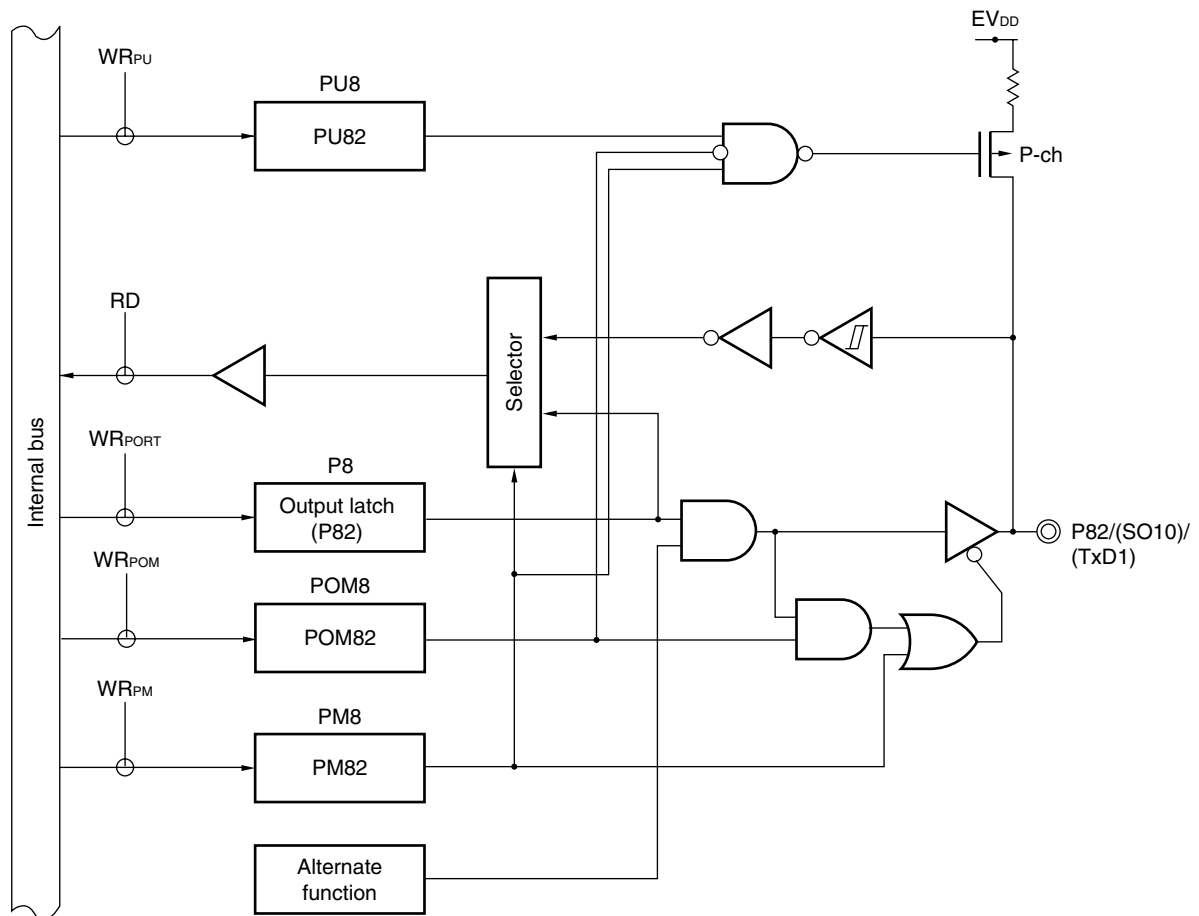 EVDD
WRPU
PU8
PU82
P-ch
RD
Selector
Internal bus
WRPORT
P8
Output latch
(P82)
P82/(SO10)/
(TxD1)
WRPOM
POM8
POM82
WRPM
PM8
PM82
Alternate
function